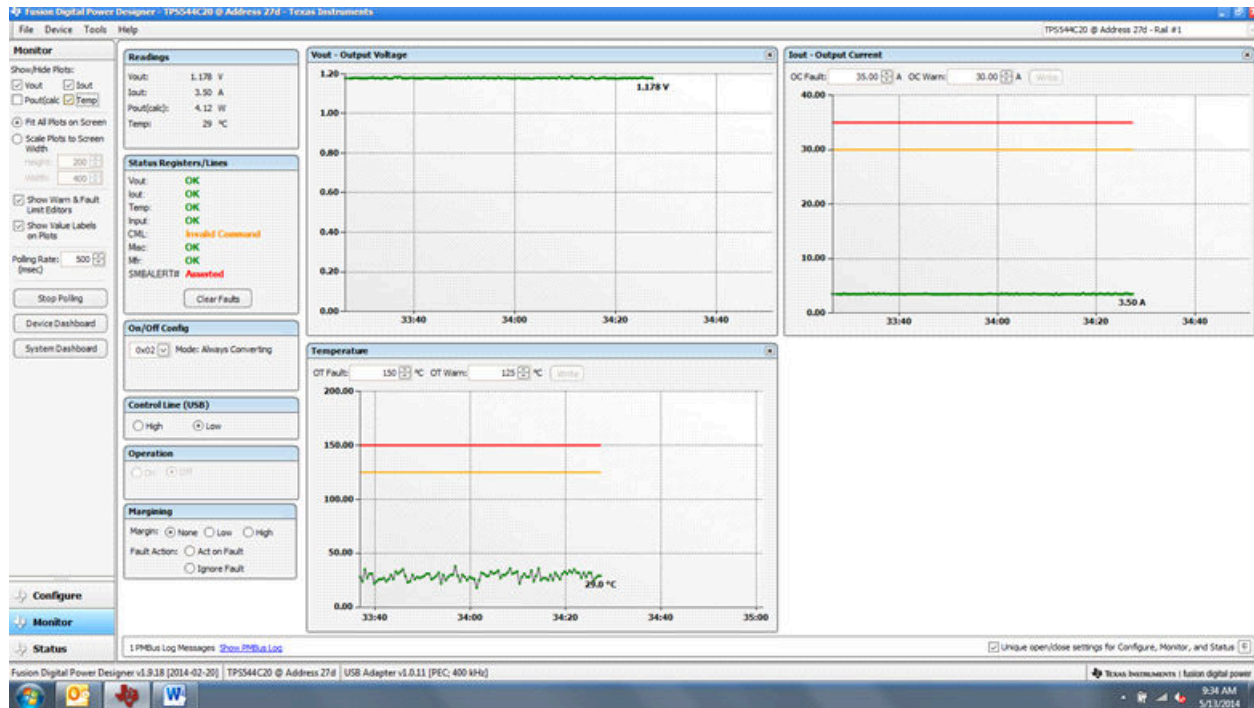 Fusion Digital Power Designer - TPS544C20 @ Address 27d - Texas Instruments
File Device Tools Help
TPS544C20 @ Address 27d - Rail #1
Monitor
Show/Hide Plots:
Vout Iout
Pout(calc Temp
Fit All Plots on Screen
Scale Plots to Screen
Width
Height: 200
Width: 400
Show Warn & Fault
Limit Editors
Show Value Labels
on Plots
Polling Rate: 500
(msec)
Stop Polling
Device Dashboard
System Dashboard
Configure
Monitor
Status
Readings
Vout: 1.178 V
Iout: 3.50 A
Pout(calc): 4.12 W
Temp: 29 °C
Status Registers/Lines
Vout: OK
Iout: OK
Temp: OK
Input: OK
CML: Invalid Command
Misc: OK
Mfr: OK
SMBALERT# Asserted
Clear Faults
On/Off Config
0x02 Mode: Always Converting
Control Line (USB)
High Low
Operation
On Off
Margining
Margin: None Low High
Fault Action: Act on Fault
Ignore Fault
Vout - Output Voltage
1.20
1.178 V
1.00
0.80
0.60
0.40
0.20
0.00
33:40 34:00 34:20 34:40
Iout - Output Current
OC Fault: 35.00 A OC Warn: 30.00 A Write
40.00
30.00
20.00
10.00
3.50 A
0.00
33:40 34:00 34:20 34:40
Temperature
OT Fault: 150 °C OT Warn: 125 °C Write
200.00
150.00
100.00
50.00
29.0 °C
0.00
33:40 34:00 34:20 34:40 35:00
1 PMBus Log Messages Show PMBus Log
Unique open/close settings for Configure, Monitor, and Status
Fusion Digital Power Designer v1.9.18 [2014-02-20] TPS544C20 @ Address 27d USB Adapter v1.0.11 [PEC; 400 kHz]
TEXAS INSTRUMENTS | fusion digital power
9:34 AM
5/13/2014